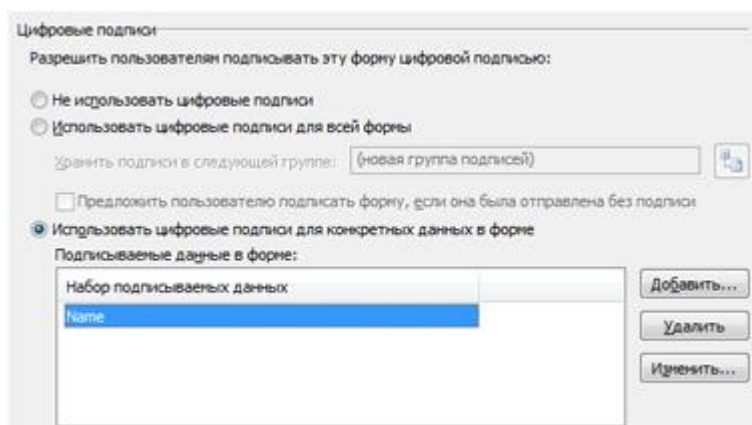 Цифровые подписи
Разрешить пользователям подписывать эту форму цифровой подписью:
Не использовать цифровые подписи
Использовать цифровые подписи для всей формы
Хранить подписи в следующей группе: (новая группа подписей)
Предложить пользователю подписать форму, если она была отправлена без подписи
Использовать цифровые подписи для конкретных данных в форме
Подписываемые данные в форме:
Набор подписываемых данных
Добавить...
Name
Удалить
Изменить...